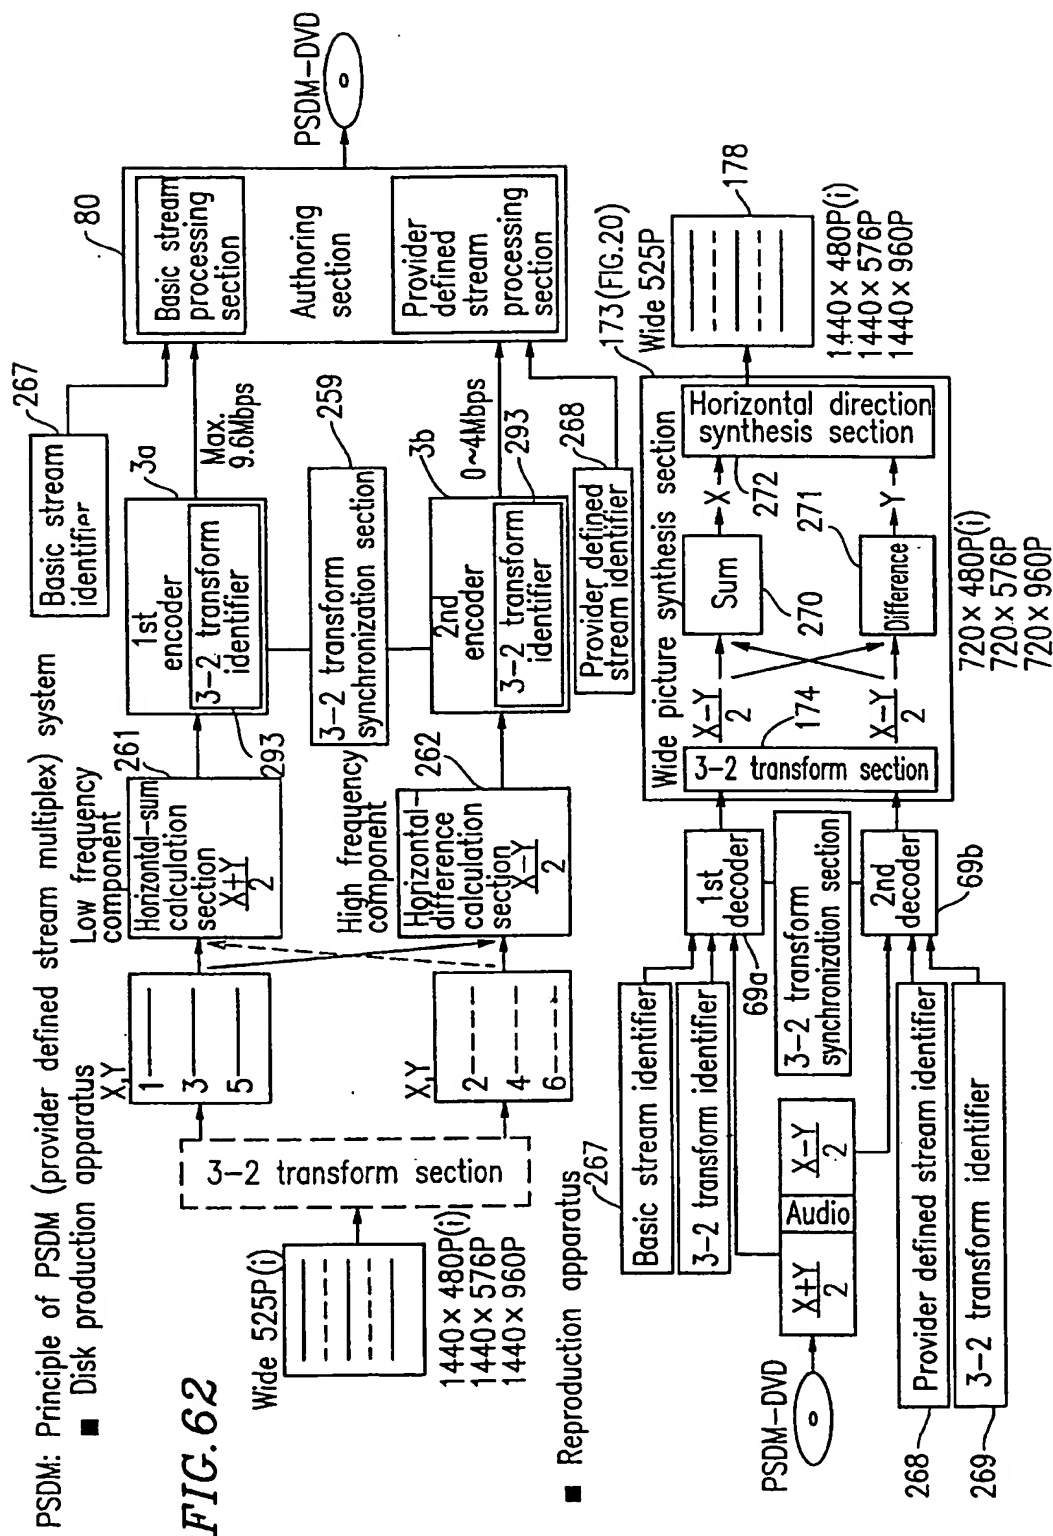 PSDM: Principle of PSDM (provider defined stream multiplex) system
■ Disk production apparatus
FIG.62
Wide 525P(i)
1440×480P(i)
1440×576P
1440×960P
3-2 transform section
X,Y
1
3
5
X,Y
2
4
6
Low frequency
component
261
Horizontal-sum
calculation
section
X+Y
2
High frequency
component
262
Horizontal-
difference
calculation
section
X-Y
2
Basic stream
identifier
267
1st
encoder
3a
3-2 transform
identifier
293
3-2 transform
synchronization section
259
2nd
encoder
3b
3-2 transform
identifier
293
Provider defined
stream identifier
268
Max.
9.6Mbps
0~4Mbps
80
Basic stream
processing
section
Authoring
section
Provider
defined
stream
processing
section
PSDM-DVD
■ Reproduction apparatus
PSDM-DVD
X+Y
2
Audio
X-Y
2
267
Basic stream identifier
3-2 transform identifier
Provider defined stream identifier
268
3-2 transform identifier
269
1st
decoder
69a
3-2 transform
synchronization section
2nd
decoder
69b
173(FIG.20)
Wide picture synthesis section
3-2 transform section
174
X-Y
2
X-Y
2
Sum
270
Difference
271
X
Y
272
Horizontal direction
synthesis section
720×480P(i)
720×576P
720×960P
Wide 525P
178
1440×480P(i)
1440×576P
1440×960P